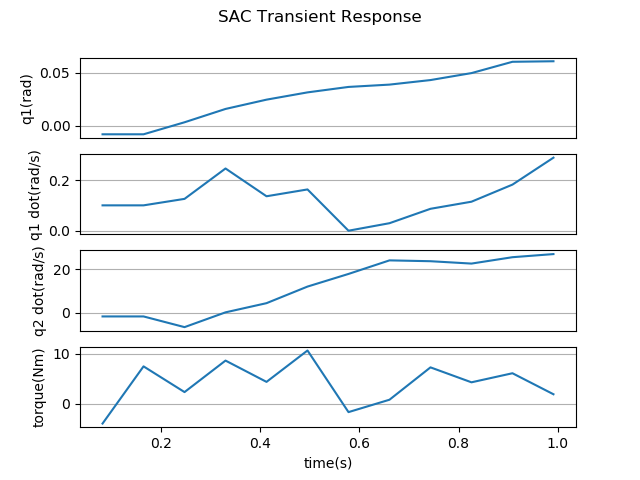 SAC Transient Response
q1(rad)
0.05
0.00
q1 dot(rad/s)
0.2
0.0
q2 dot(rad/s)
20
0
torque(Nm)
10
0
0.2 0.4 0.6 0.8 1.0
time(s)